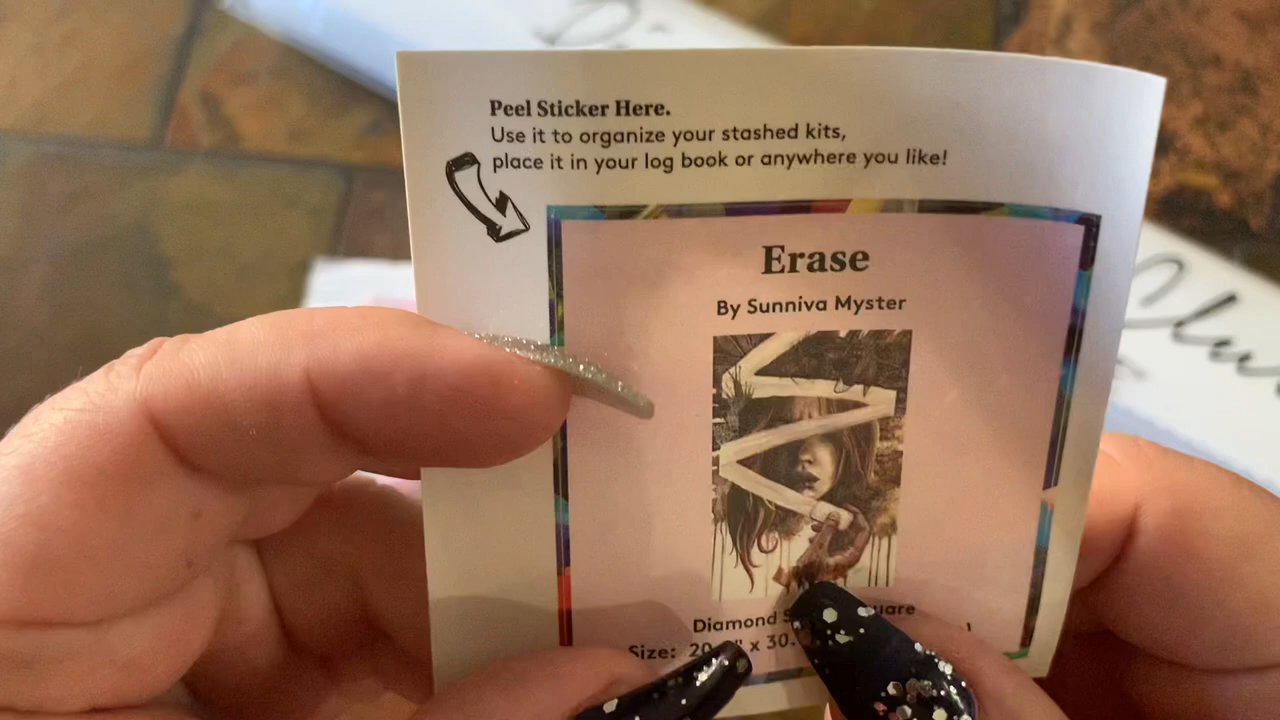 Peel Sticker Here.
Use it to organize your stashed kits,
place it in your log book or anywhere you like!
Erase
By Sunniva Myster
Diamond
Size: x